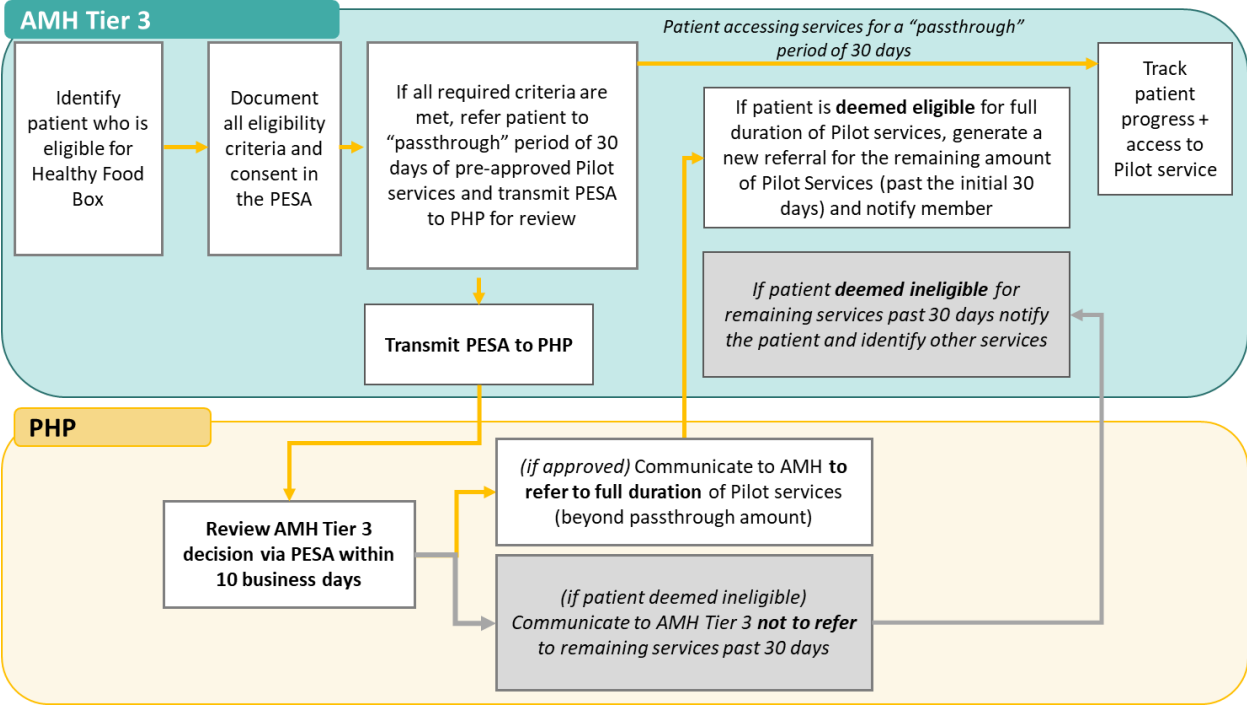 AMH Tier 3
Patient accessing services for a “passthrough”
period of 30 days
Identify
patient who is
eligible for
Healthy Food
Box
Document
all eligibility
criteria and
consent in
the PESA
If all required criteria are
met, refer patient to
“passthrough” period of 30
days of pre-approved Pilot
services and transmit PESA
to PHP for review
Track
patient
progress +
access to
Pilot service
If patient is deemed eligible for full
duration of Pilot services, generate a
new referral for the remaining amount
of Pilot Services (past the initial 30
days) and notify member
If patient deemed ineligible for
remaining services past 30 days notify
the patient and identify other services
Transmit PESA to PHP
PHP
Review AMH Tier 3
decision via PESA within
10 business days
(if approved) Communicate to AMH to
refer to full duration of Pilot services
(beyond passthrough amount)
(if patient deemed ineligible)
Communicate to AMH Tier 3 not to refer
to remaining services past 30 days